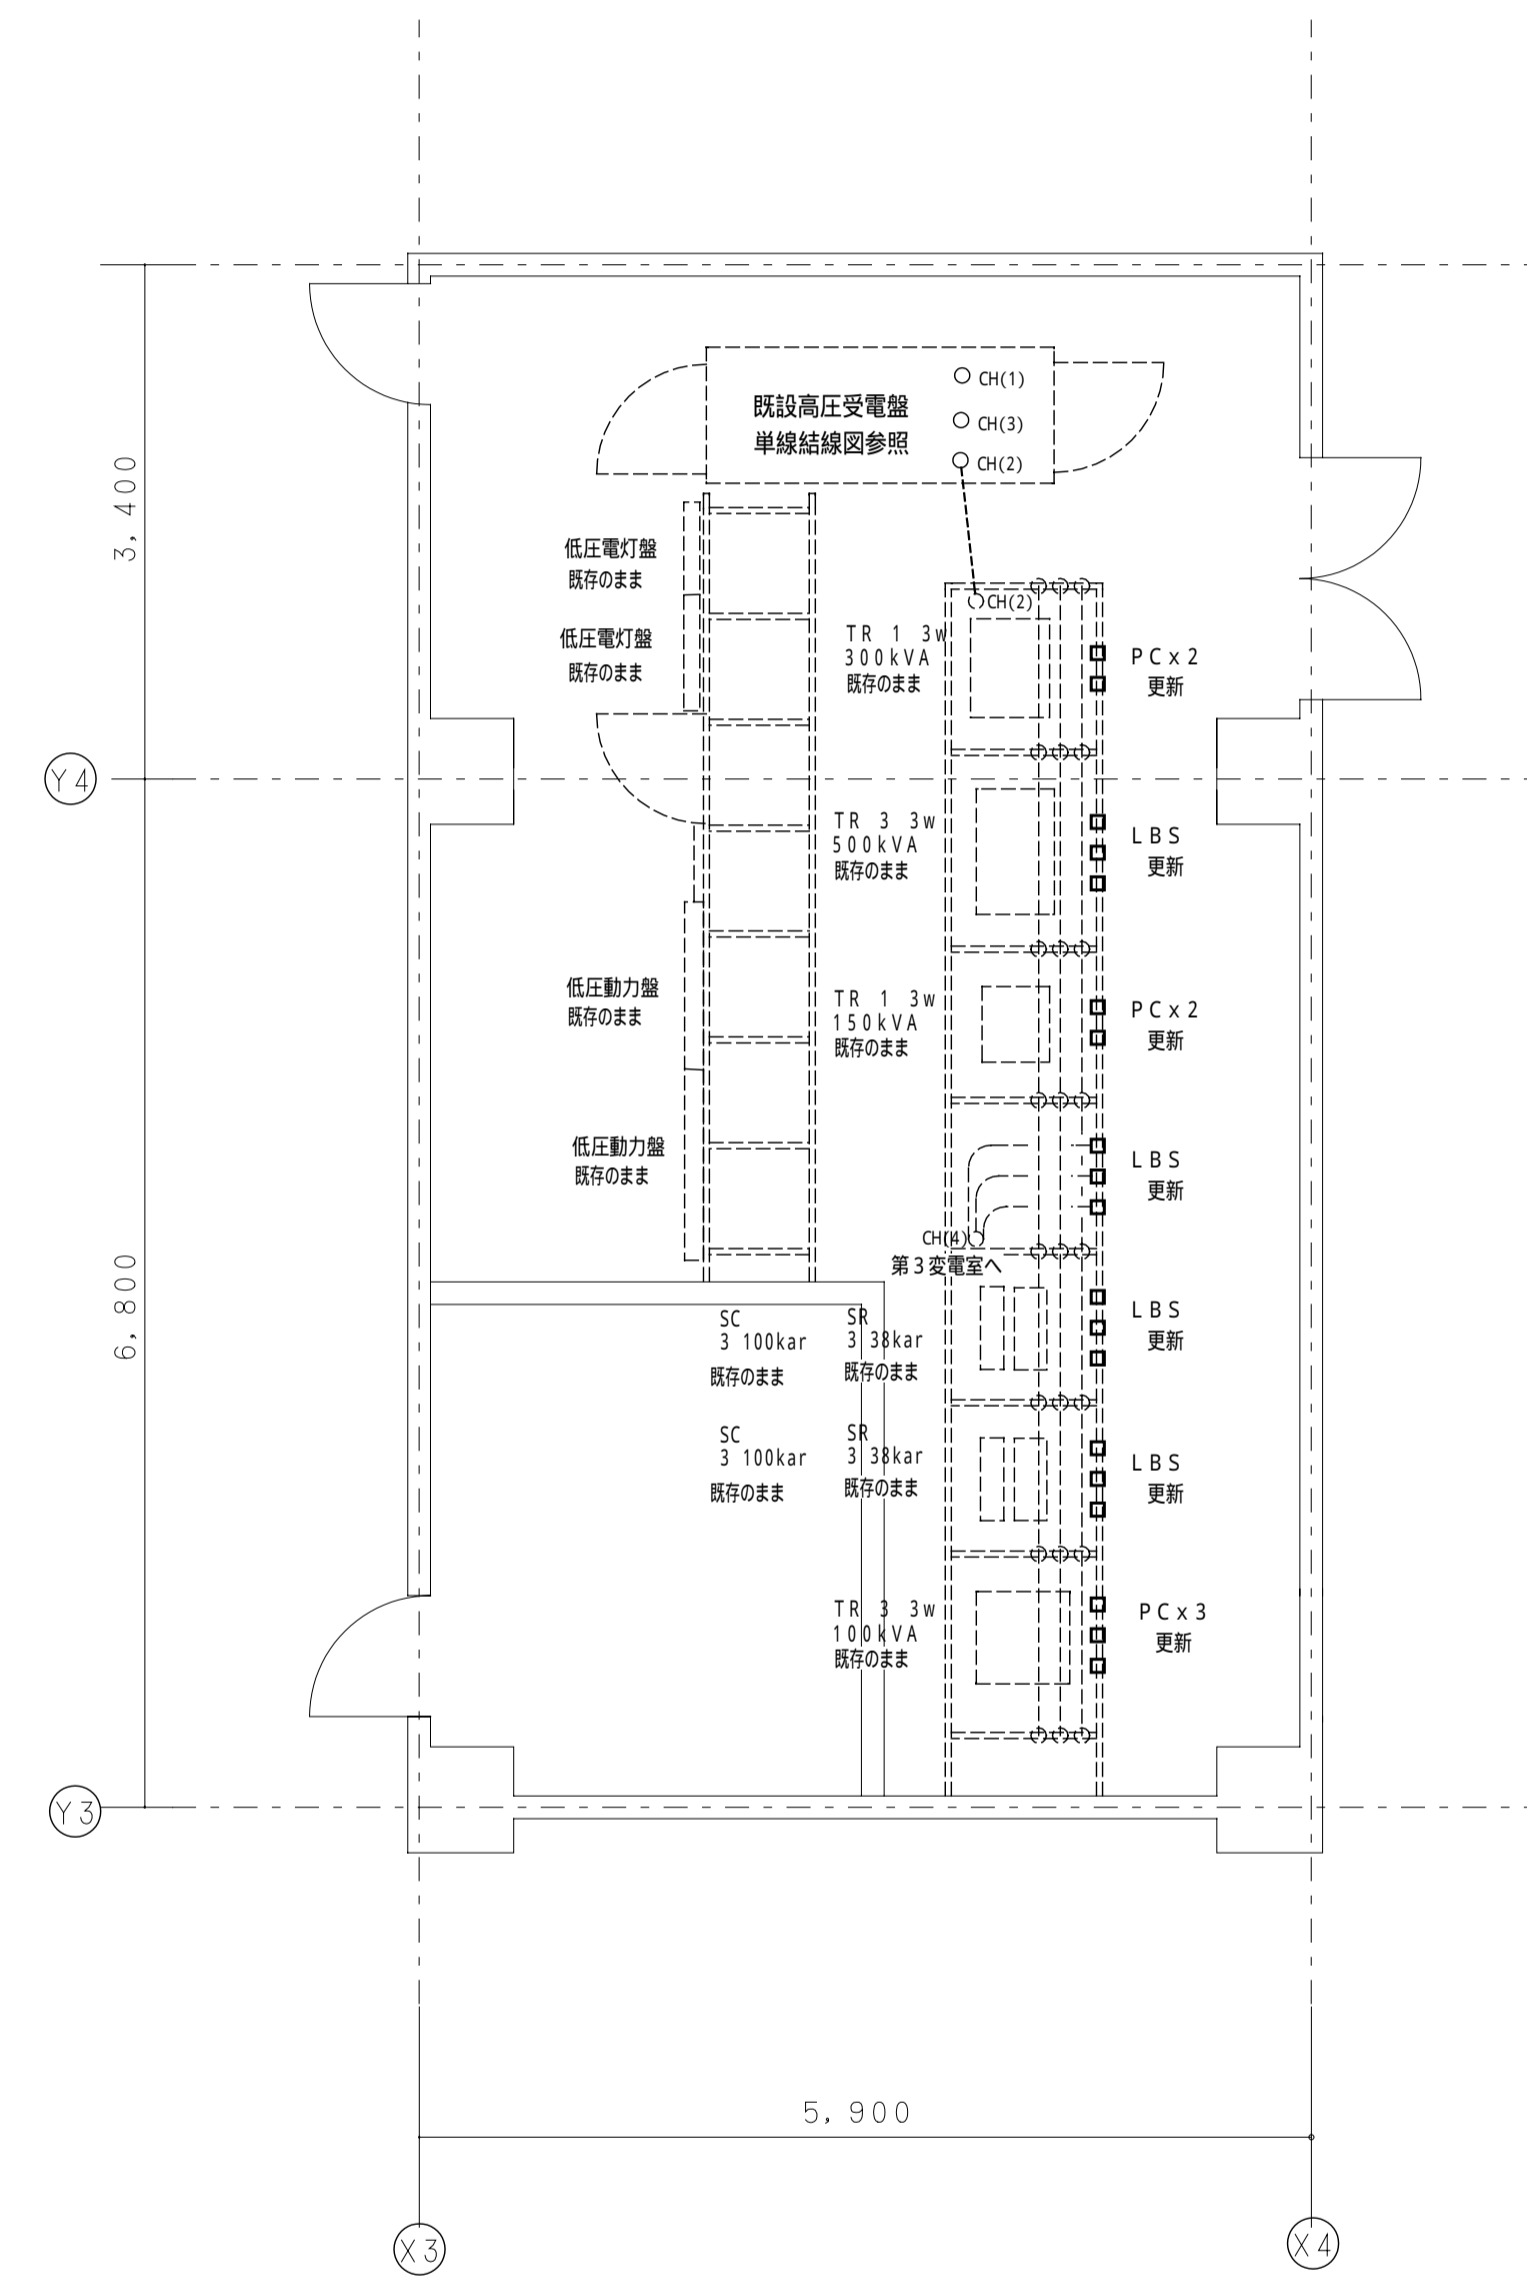 既設高圧受電盤
単線結線図参照
CH(1)
CH(3)
CH(2)
3,400
低圧電灯盤
既存のまま
低圧電灯盤
既存のまま
CH(2)
TR 1 3w
300kVA
既存のまま
PCx2
更新
Y4
TR 3 3w
500kVA
既存のまま
LBS
更新
低圧動力盤
既存のまま
TR 1 3w
150kVA
既存のまま
PCx2
更新
低圧動力盤
既存のまま
LBS
更新
CH(4)
第3変電室へ
6,800
SC
3 100kar
既存のまま
SR
3 38kar
既存のまま
LBS
更新
SC
3 100kar
既存のまま
SR
3 38kar
既存のまま
LBS
更新
TR 3 3w
100kVA
既存のまま
PCx3
更新
Y3
5,900
X3
X4